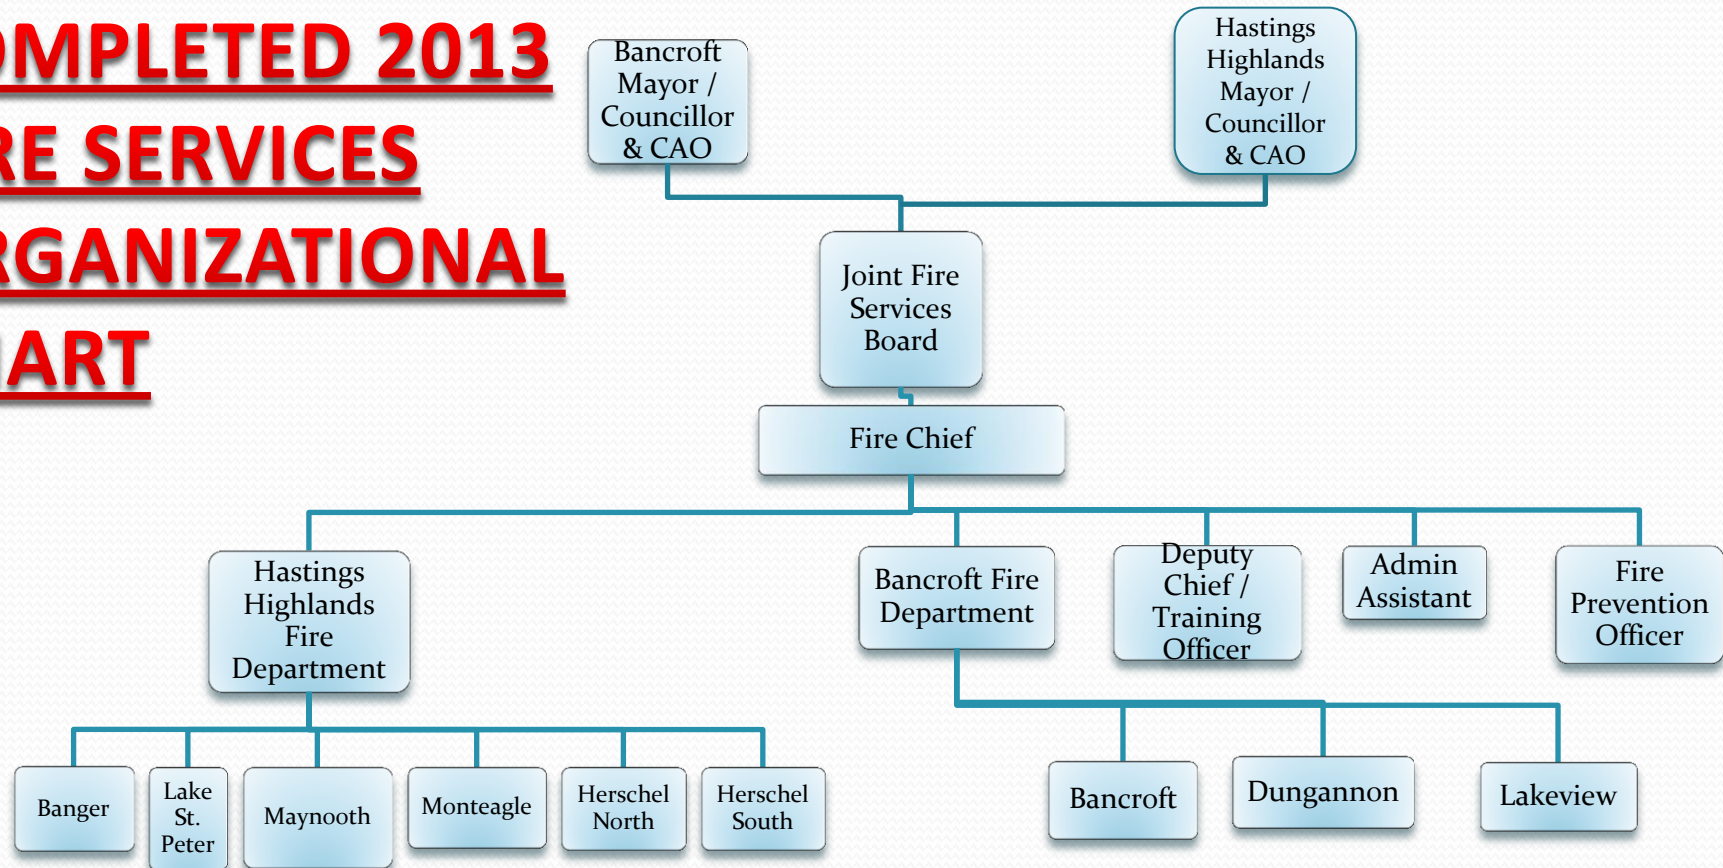 OMPLETED 2013
RE SERVICES
RGANIZATIONAL
HART
Bancroft
Mayor /
Councillor
& CAO
Hastings
Highlands
Mayor /
Councillor
& CAO
Joint Fire
Services
Board
Fire Chief
Hastings
Highlands
Fire
Department
Bancroft Fire
Department
Deputy
Chief /
Training
Officer
Admin
Assistant
Fire
Prevention
Officer
Banger
Lake
St.
Peter
Maynooth
Monteagle
Herschel
North
Herschel
South
Bancroft
Dungannon
Lakeview